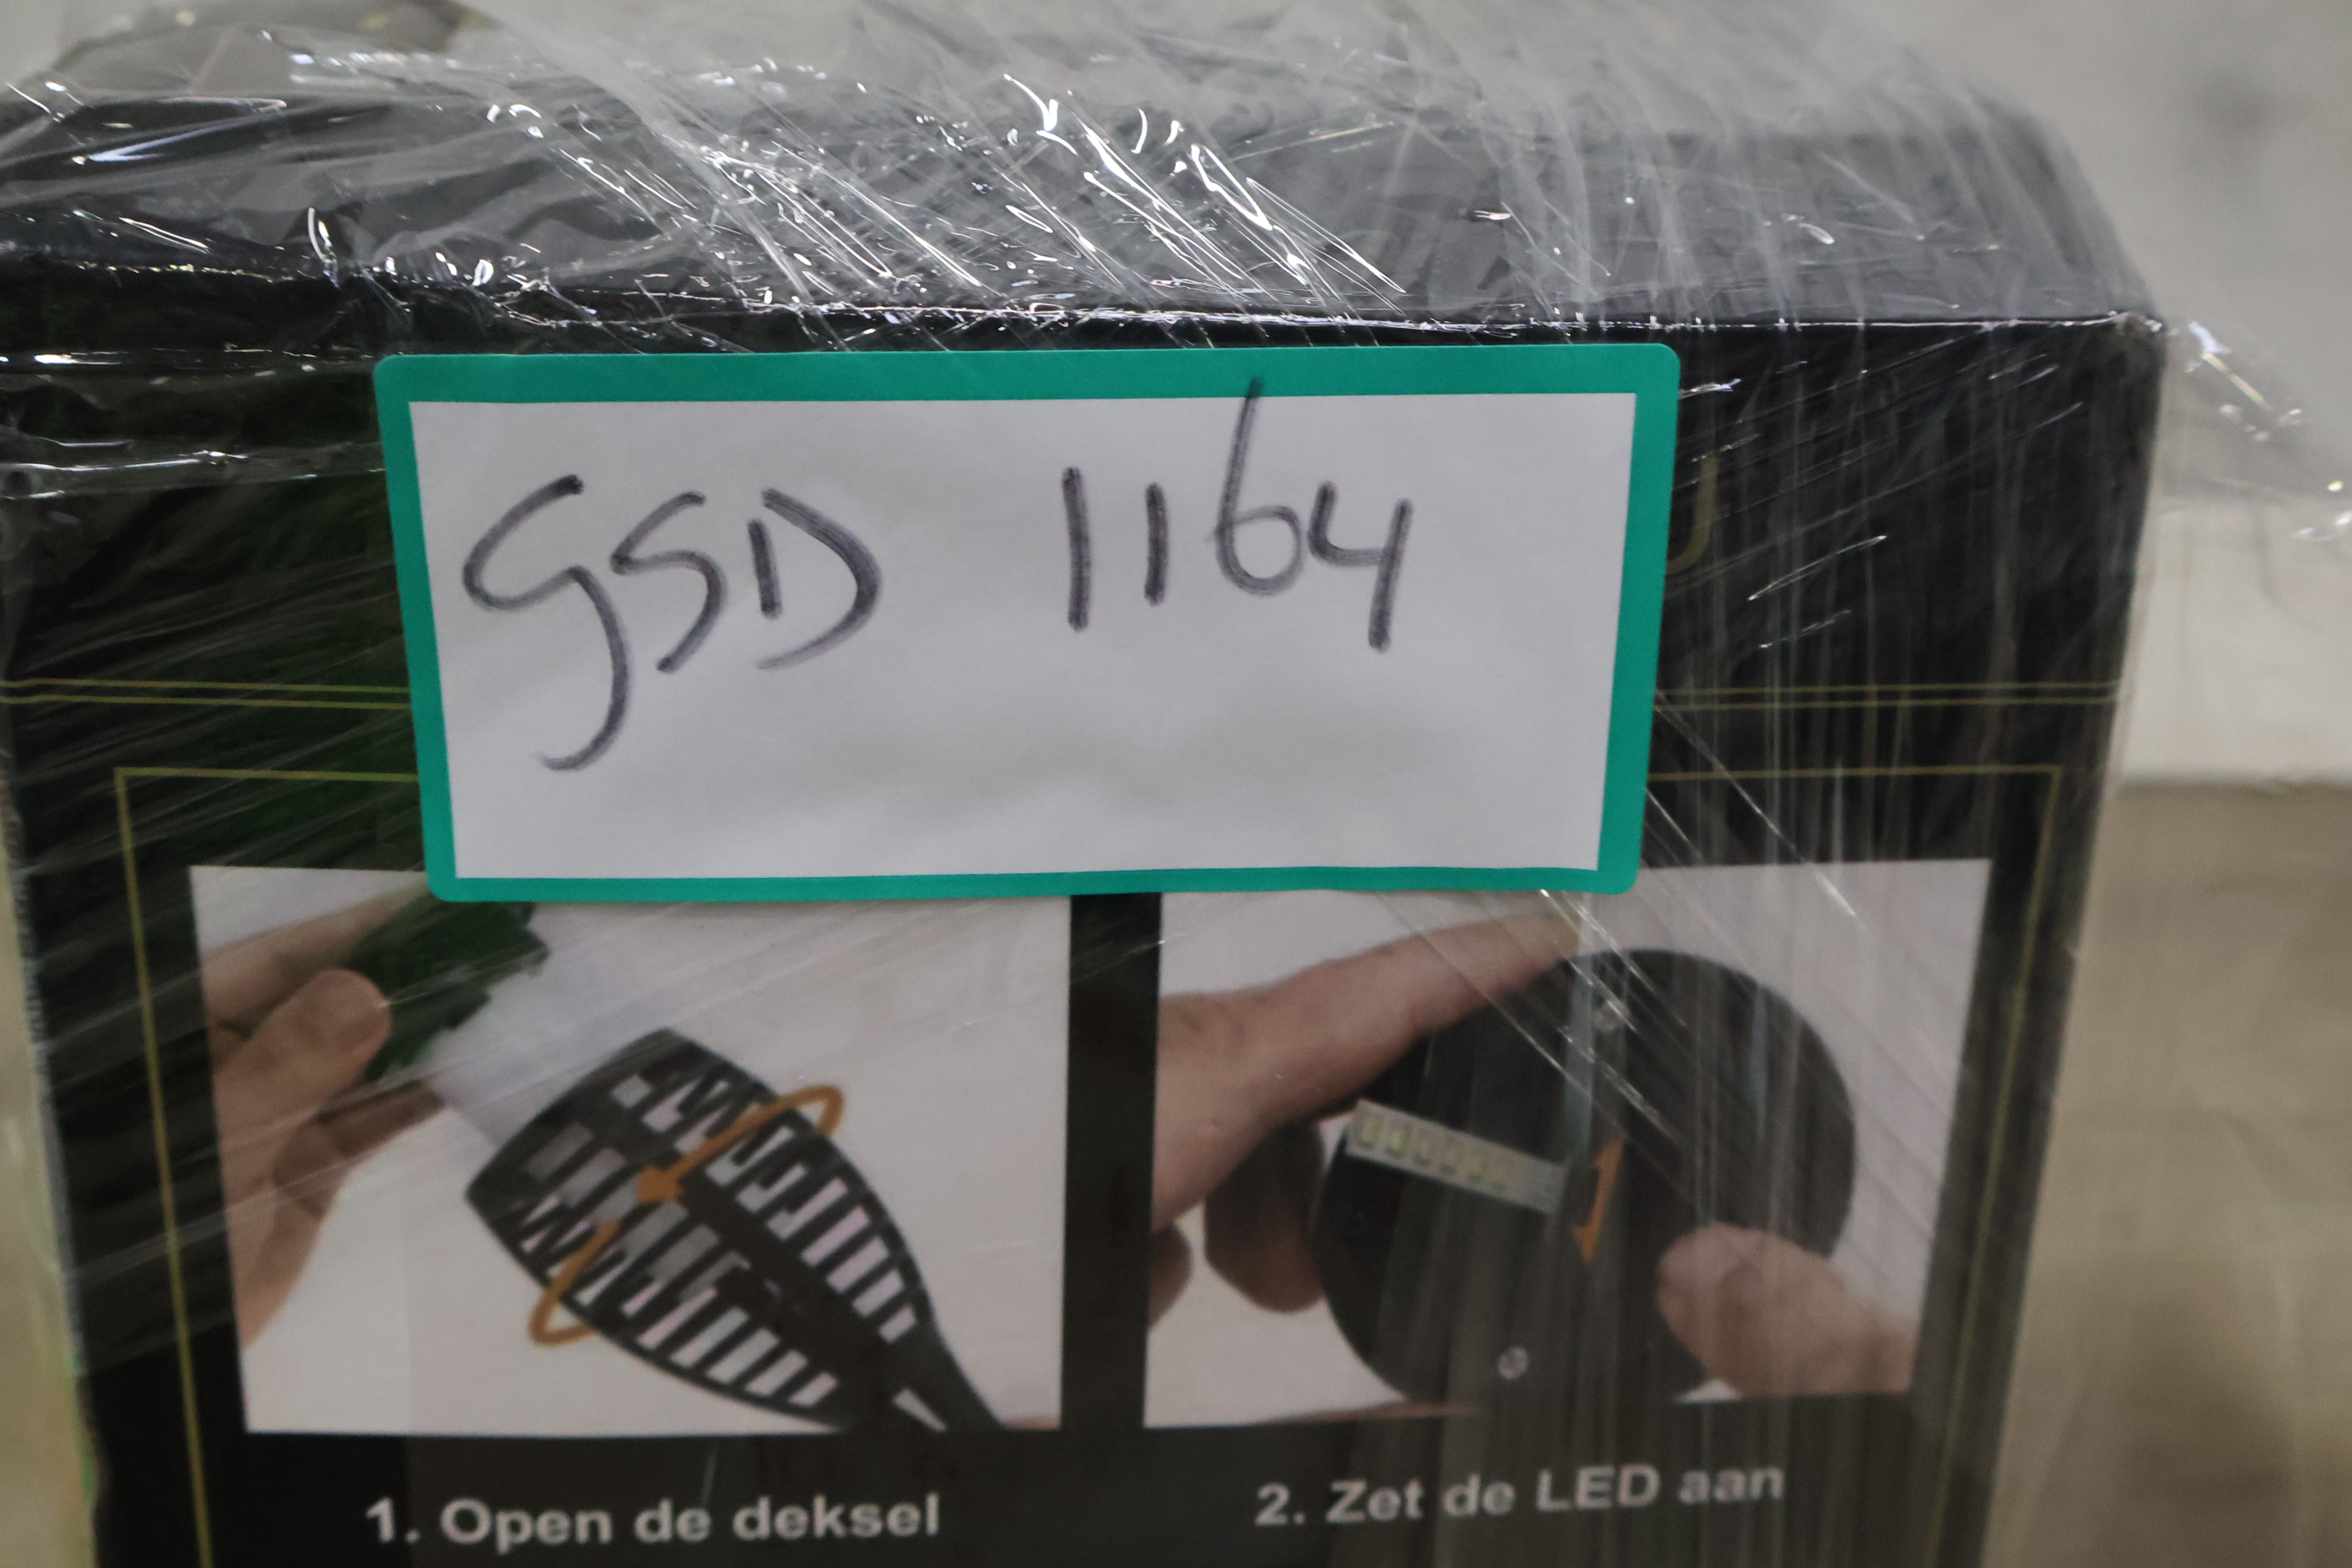 GSD 1164
1. Open de deksel
2. Zet de LED aan